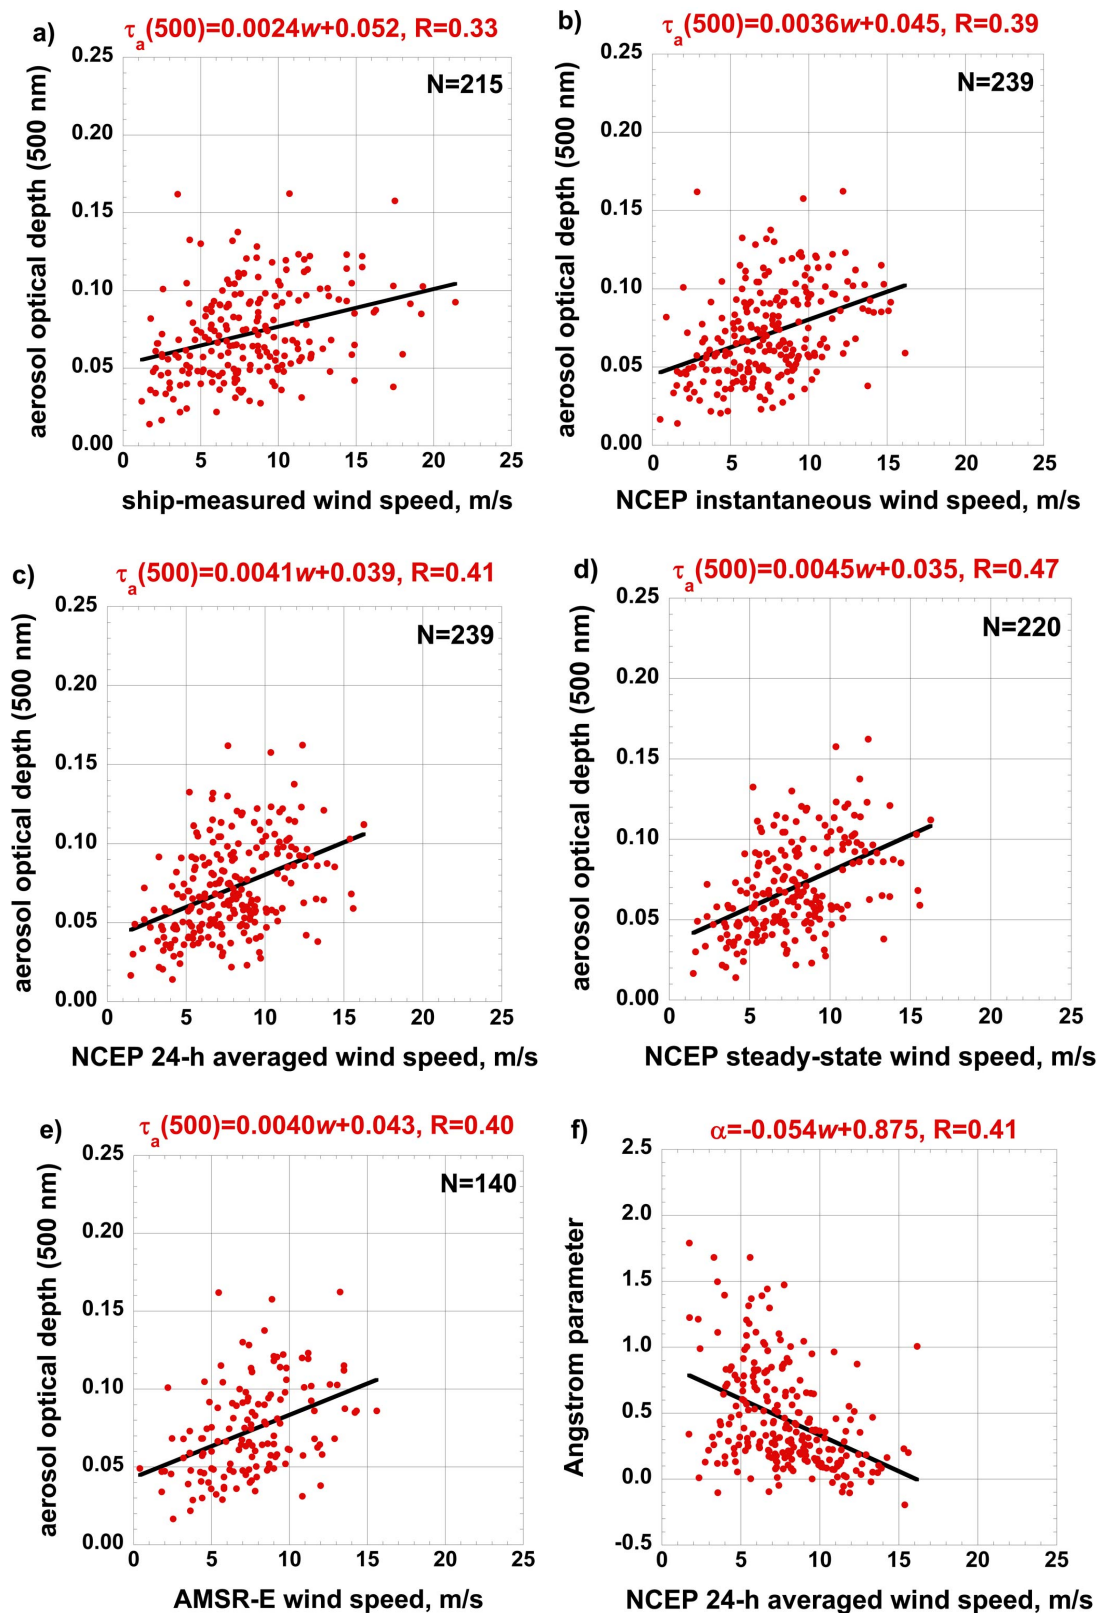 a)
τa(500)=0.0024w+0.052, R=0.33
N=215
aerosol optical depth (500 nm)
0.25
0.20
0.15
0.10
0.05
0.00
0 5 10 15 20 25
ship-measured wind speed, m/s
b)
τa(500)=0.0036w+0.045, R=0.39
N=239
aerosol optical depth (500 nm)
0.25
0.20
0.15
0.10
0.05
0.00
0 5 10 15 20 25
NCEP instantaneous wind speed, m/s
c)
τa(500)=0.0041w+0.039, R=0.41
N=239
aerosol optical depth (500 nm)
0.25
0.20
0.15
0.10
0.05
0.00
0 5 10 15 20 25
NCEP 24-h averaged wind speed, m/s
d)
τa(500)=0.0045w+0.035, R=0.47
N=220
aerosol optical depth (500 nm)
0.25
0.20
0.15
0.10
0.05
0.00
0 5 10 15 20 25
NCEP steady-state wind speed, m/s
e)
τa(500)=0.0040w+0.043, R=0.40
N=140
aerosol optical depth (500 nm)
0.25
0.20
0.15
0.10
0.05
0.00
0 5 10 15 20 25
AMSR-E wind speed, m/s
f)
α=-0.054w+0.875, R=0.41
Angstrom parameter
2.5
2.0
1.5
1.0
0.5
0.0
-0.5
0 5 10 15 20 25
NCEP 24-h averaged wind speed, m/s